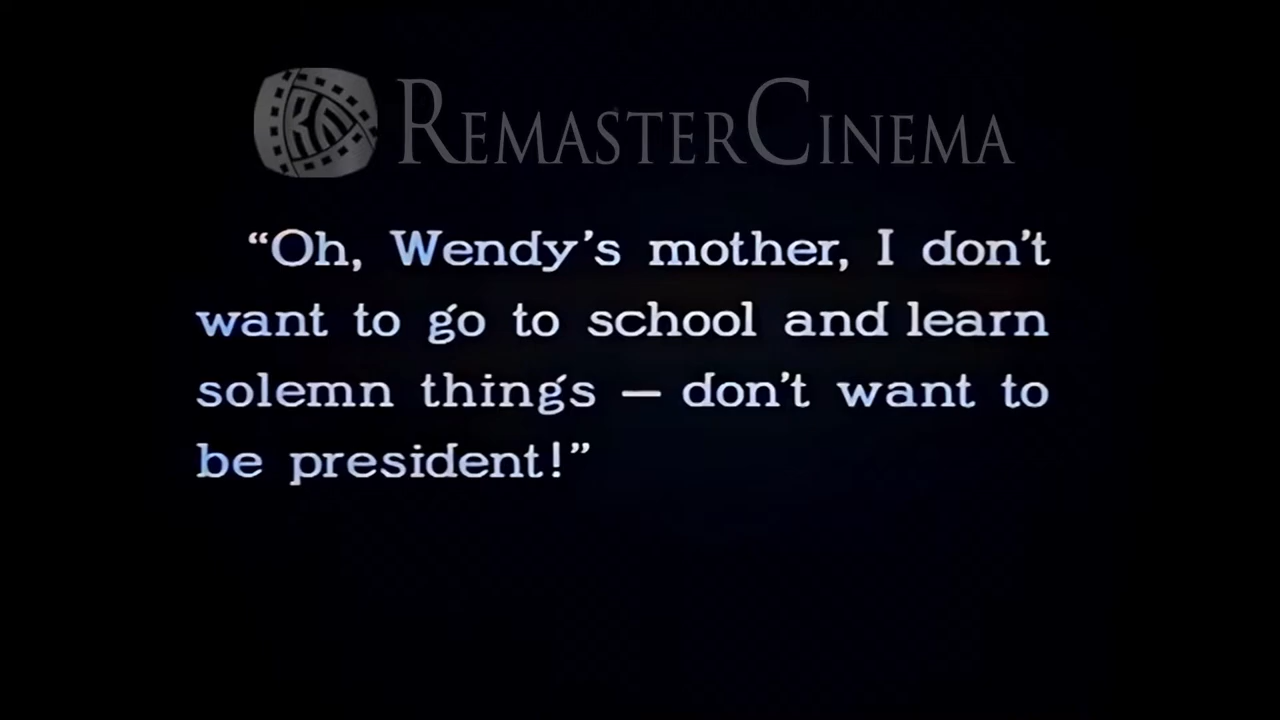 REMASTERCINEMA
“Oh, Wendy’s mother, I don’t
want to go to school and learn
solemn things — don’t want to
be president!”